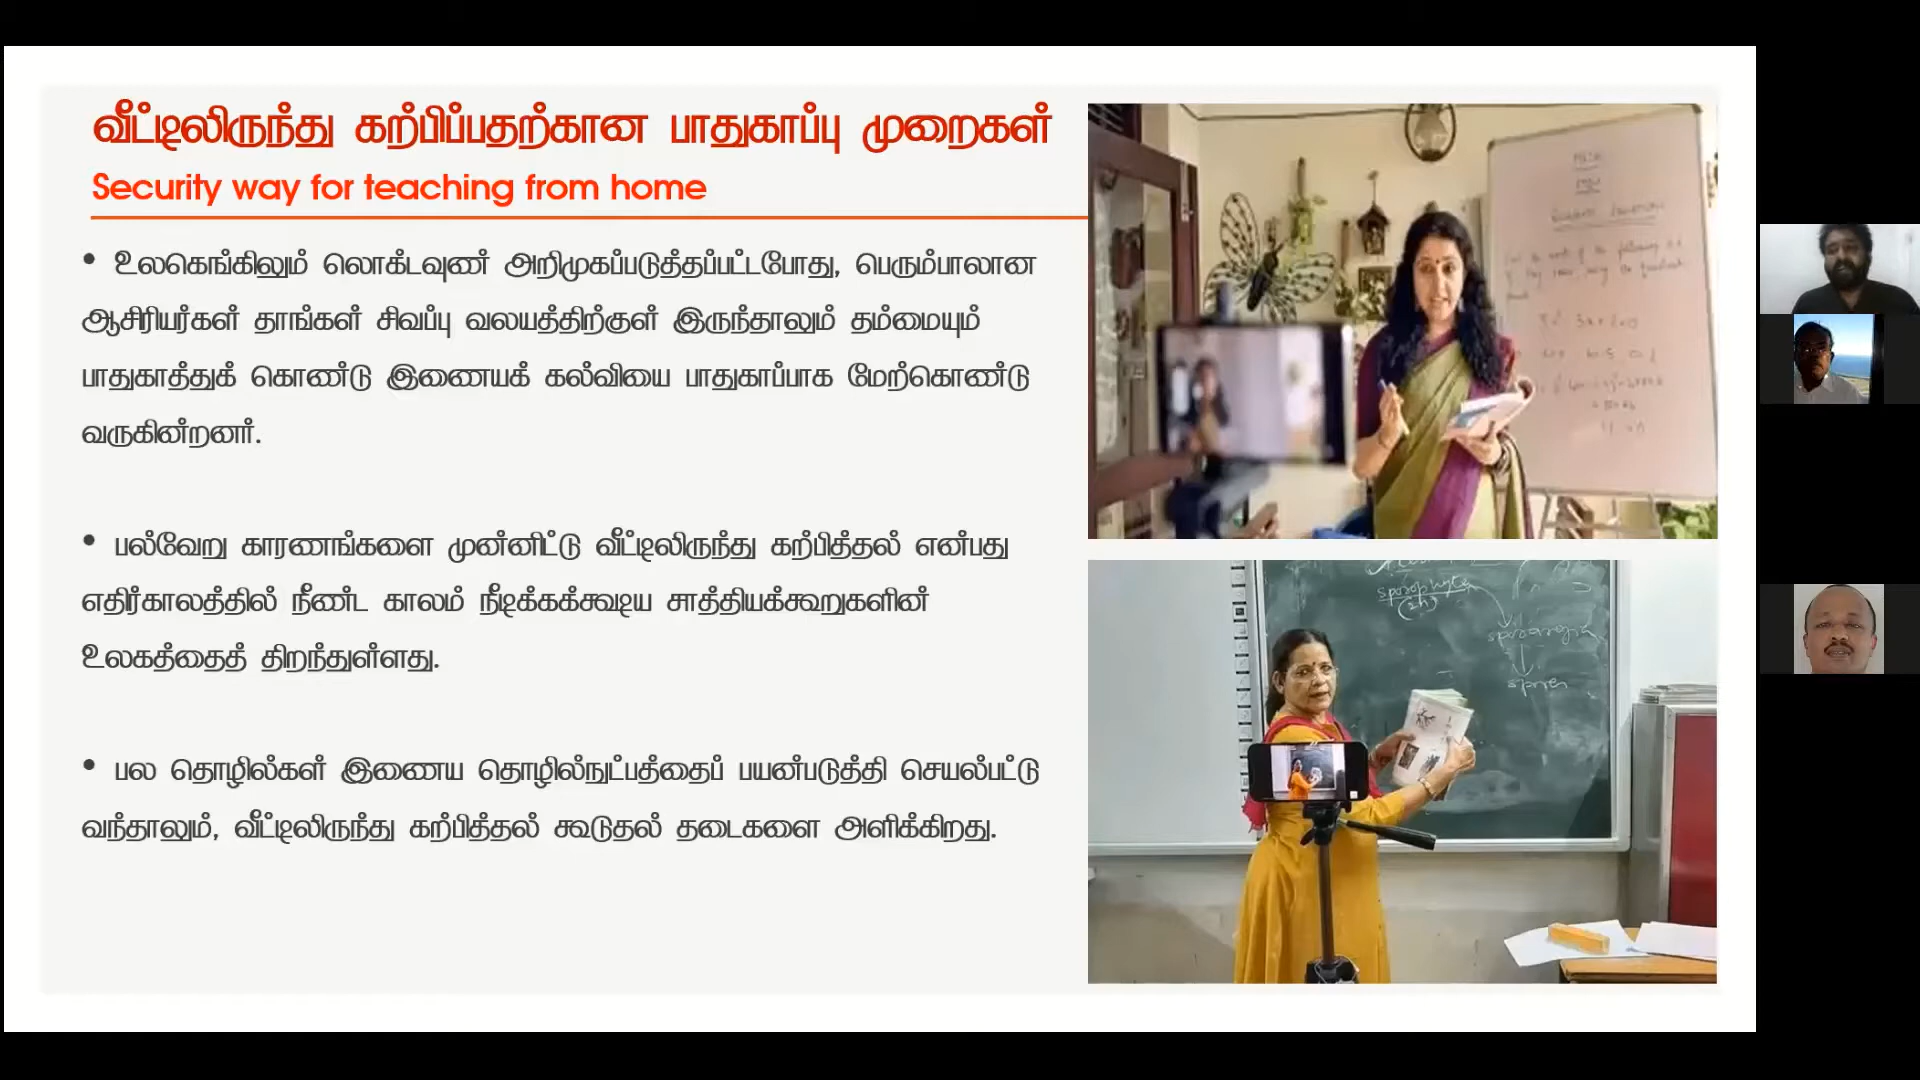 வீட்டிலிருந்து கற்பிப்பதற்கான பாதுகாப்பு முறைகள்
Security way for teaching from home
• உலகெங்கிலும் லொக்டவுண் அறிமுகப்படுத்தப்பட்டபோது, பெரும்பாலான
ஆசிரியர்கள் தாங்கள் சிவப்பு வலயத்திற்குள் இருந்தாலும் தம்மையும்
பாதுகாத்துக் கொண்டு இணையக் கல்வியை பாதுகாப்பாக மேற்கொண்டு
வருகின்றனர்.
• பல்வேறு காரணங்களை முன்னிட்டு வீட்டிலிருந்து கற்பித்தல் என்பது
எதிர்காலத்தில் நீண்ட காலம் நீடிக்கக்கூடிய சாத்தியக்கூறுகளின்
உலகத்தைத் திறந்துள்ளது.
• பல தொழில்கள் இணைய தொழில்நுட்பத்தைப் பயன்படுத்தி செயல்பட்டு
வந்தாலும், வீட்டிலிருந்து கற்பித்தல் கூடுதல் தடைகளை அளிக்கிறது.
sporophyte
(2n)
spores